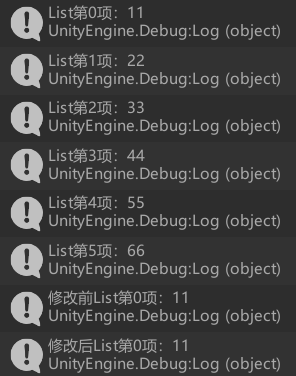 List第0项：11
UnityEngine.Debug:Log (object)
List第1项：22
UnityEngine.Debug:Log (object)
List第2项：33
UnityEngine.Debug:Log (object)
List第3项：44
UnityEngine.Debug:Log (object)
List第4项：55
UnityEngine.Debug:Log (object)
List第5项：66
UnityEngine.Debug:Log (object)
修改前List第0项：11
UnityEngine.Debug:Log (object)
修改后List第0项：11
UnityEngine.Debug:Log (object)